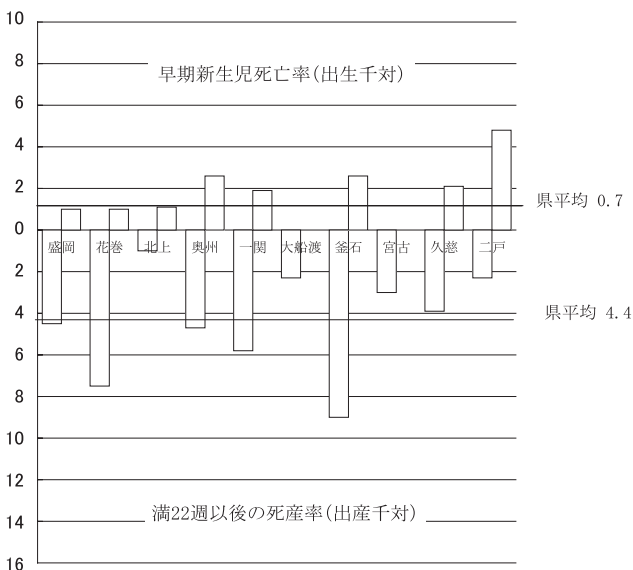 10
8
早期新生児死亡率(出生千対)
6
4
2
県平均 0.7
0
盛岡 花巻 北上 奥州 一関 大船渡 釜石 宮古 久慈 二戸
2
4
県平均 4.4
6
8
10
12
満22週以後の死産率(出産千対)
14
16